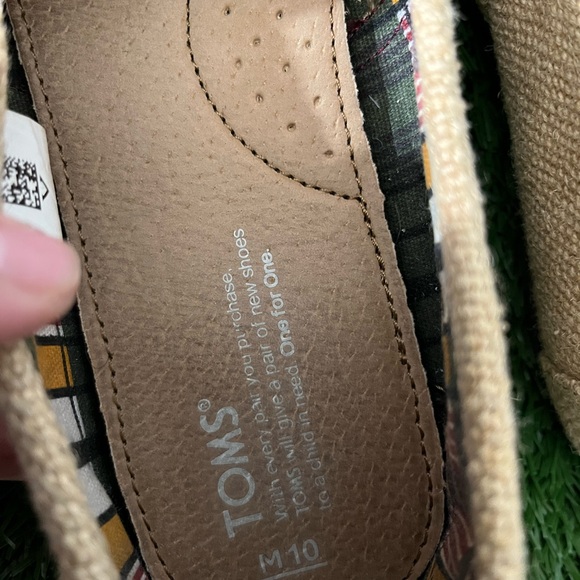 TOMS®
With every pair you purchase,
TOMS will give a pair of new shoes
to a child in need. One for One.
M 10